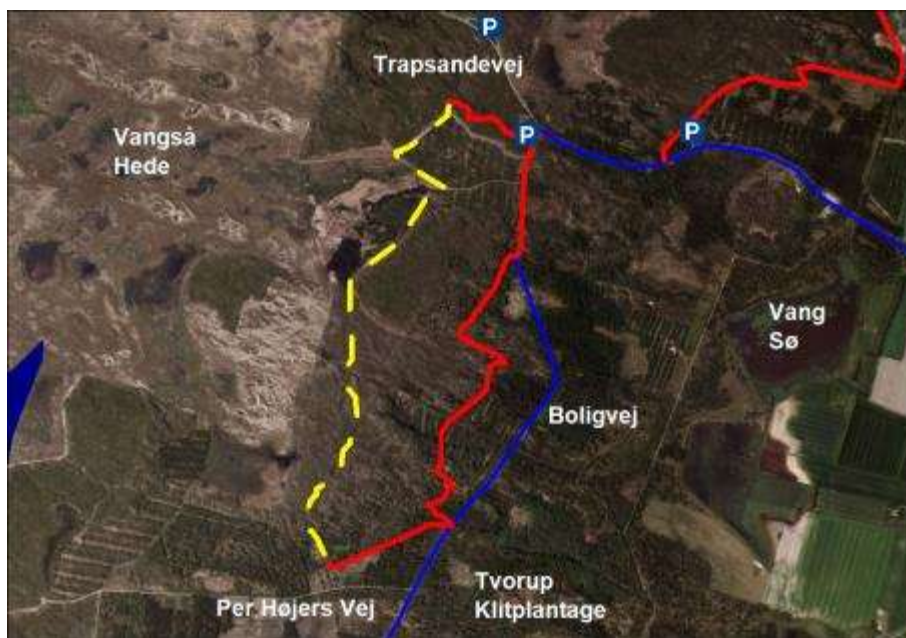 P
Trapsandevej
Vangså
Hede
P
P
Vang
Sø
Boligvej
Tvorup
Klitplantage
Per Højers Vej